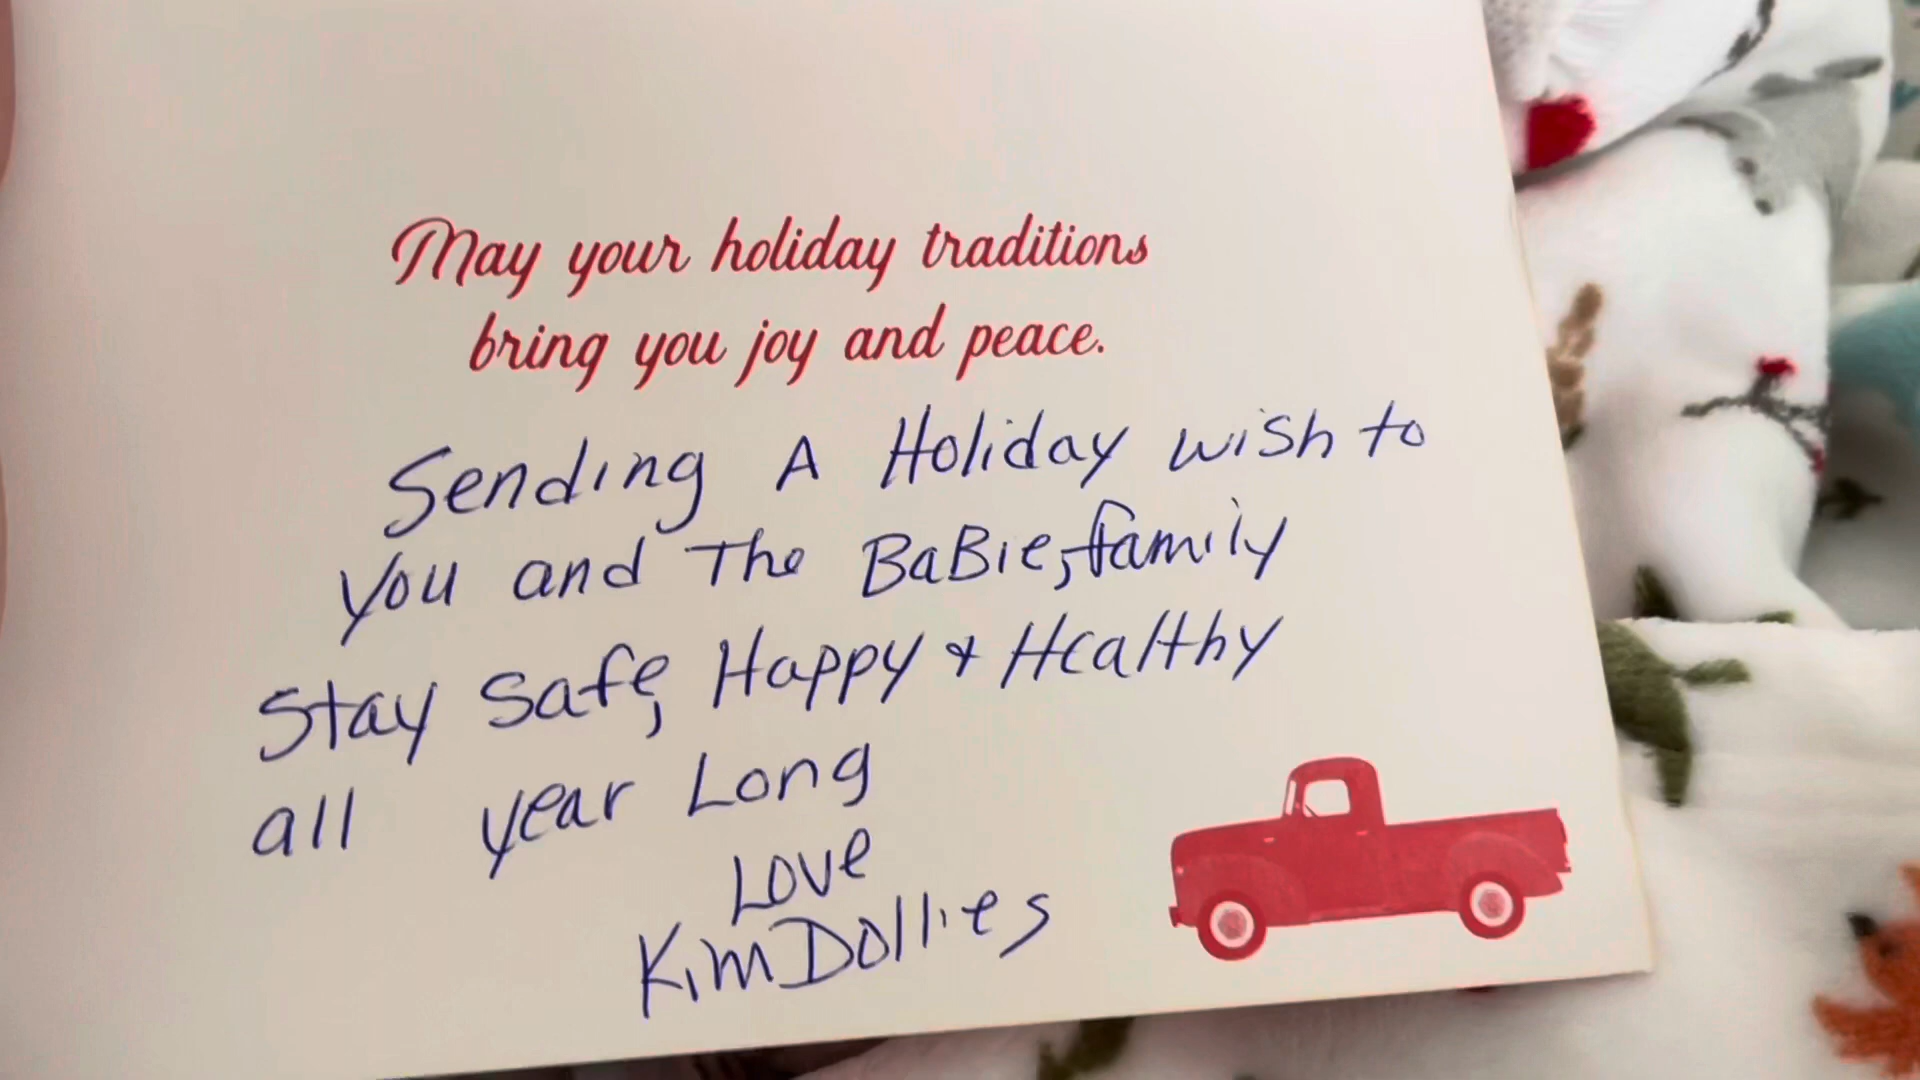 May your holiday traditions
bring you joy and peace.
Sending A Holiday wish to
you and The BaBie, family
Stay Safe, Happy & Healthy
all year Long
Love
KimDollies